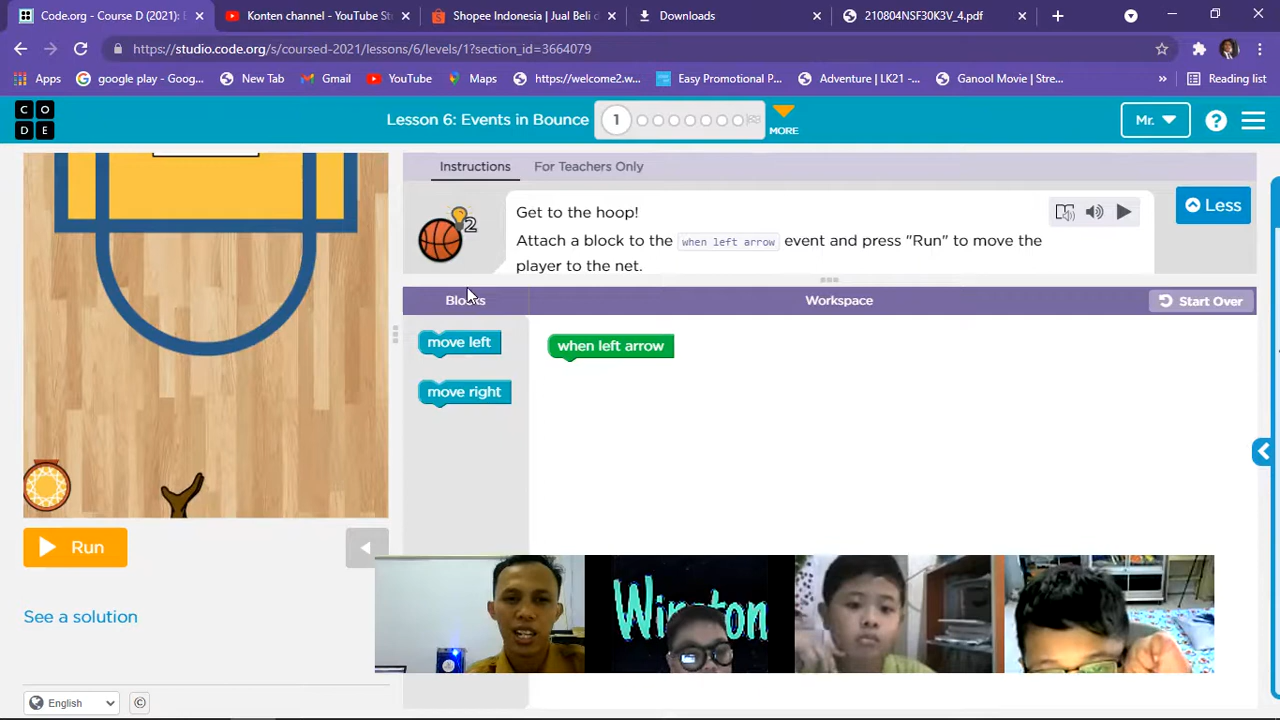 Code.org - Course D (2021): E
Konten channel - YouTube St
Shopee Indonesia | Jual Beli d
Downloads
210804NSF30K3V_4.pdf
https://studio.code.org/s/coursed-2021/lessons/6/levels/1?section_id=3664079
Apps
google play - Goog...
New Tab
Gmail
YouTube
Maps
https://welcome2.w...
Easy Promotional P...
Adventure | LK21 -...
Ganool Movie | Stre...
»
Reading list
C O
D E
Lesson 6: Events in Bounce
1
MORE
Mr.
?
Instructions
For Teachers Only
2
Get to the hoop!
Attach a block to the when left arrow event and press "Run" to move the
player to the net.
Less
Blocks
Workspace
Start Over
move left
when left arrow
move right
Run
See a solution
Winston
English
©